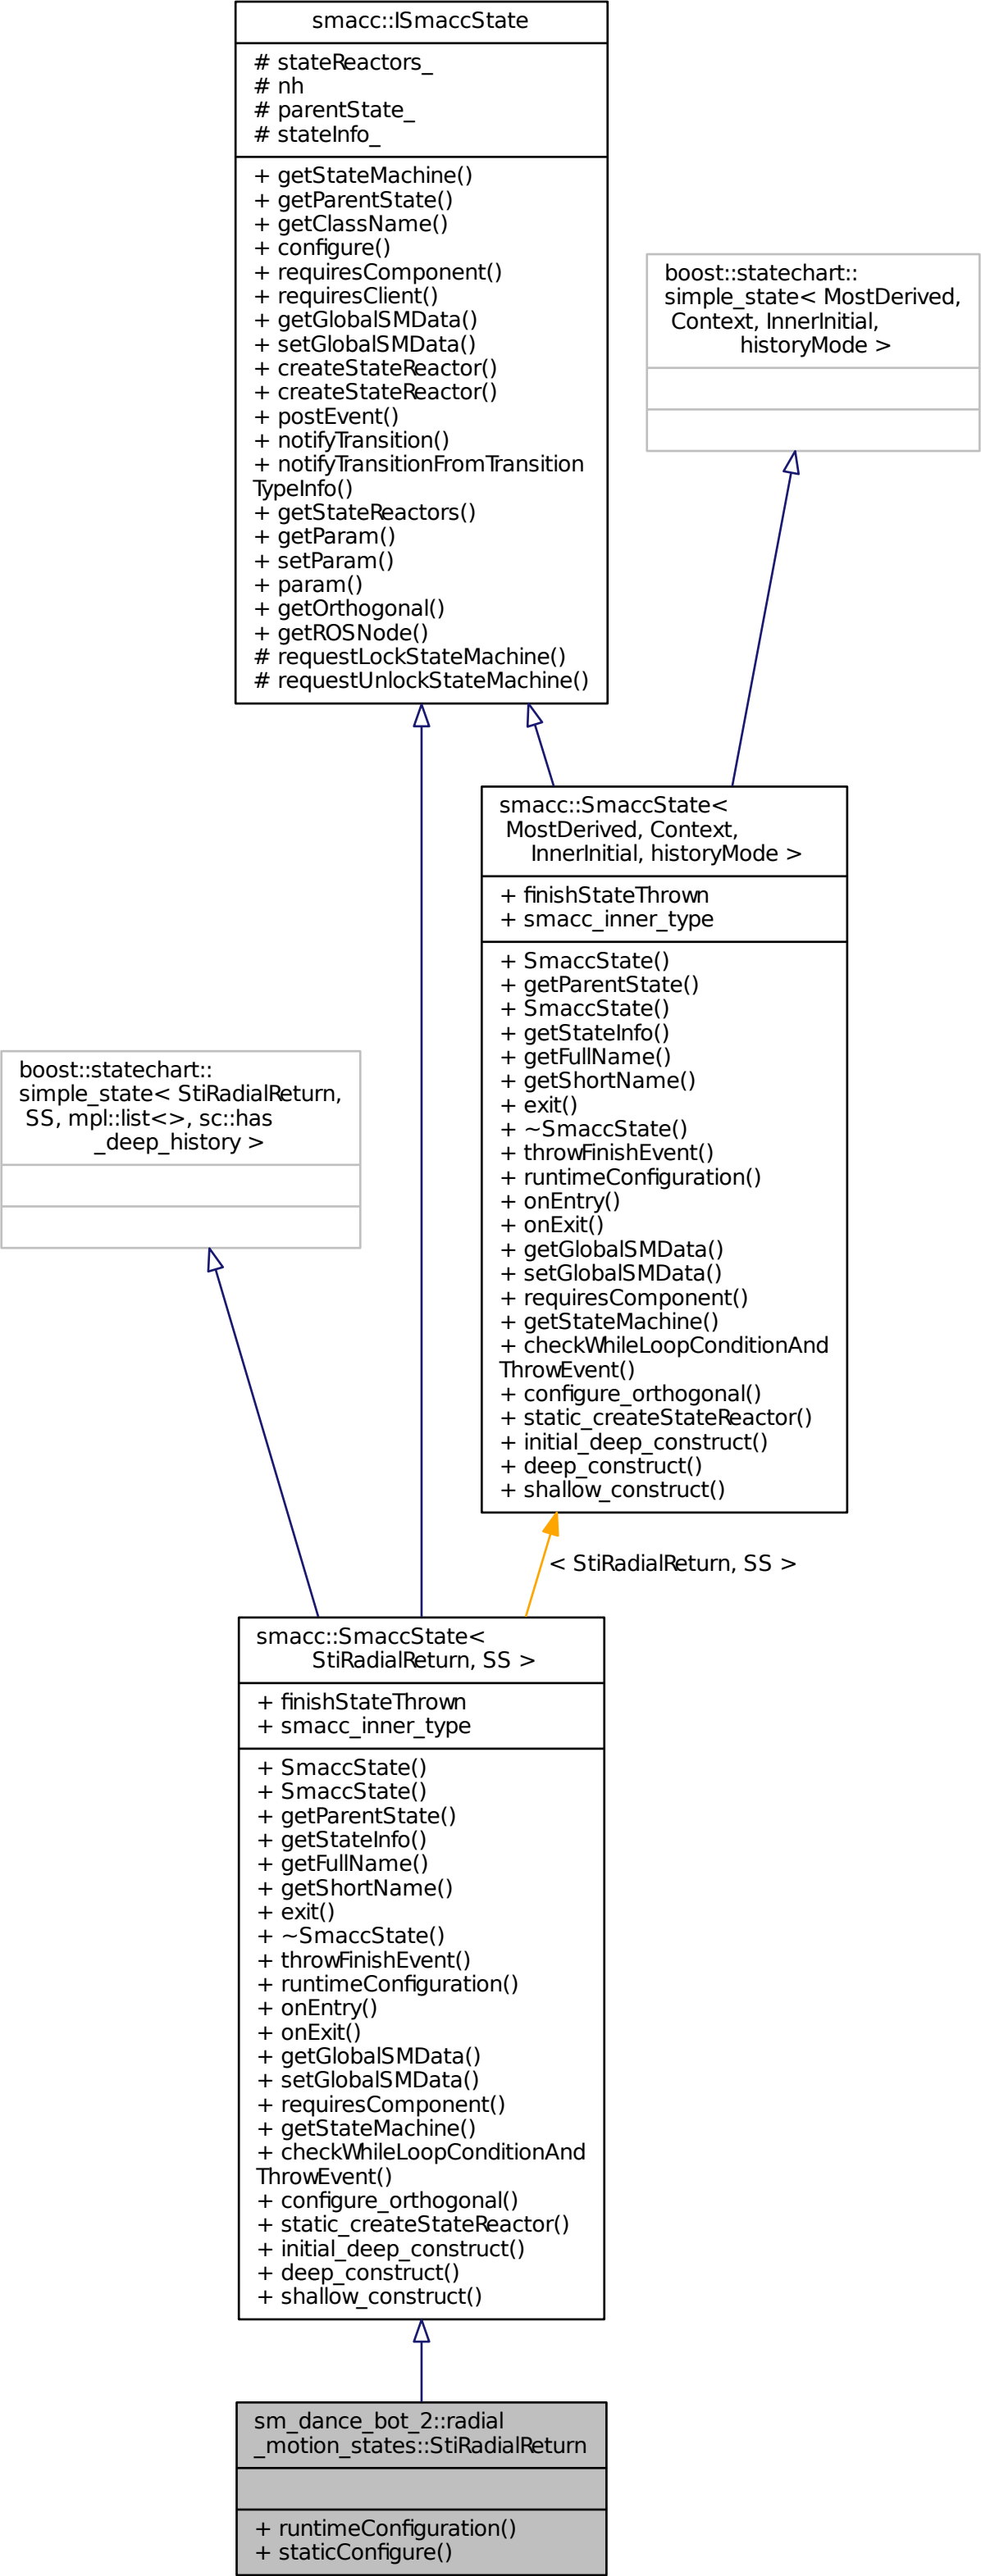 smacc::ISmaccState
# stateReactors_
# nh
# parentState_
# stateInfo_
+ getStateMachine()
+ getParentState()
+ getClassName()
+ configure()
+ requiresComponent()
+ requiresClient()
+ getGlobalSMData()
+ setGlobalSMData()
+ createStateReactor()
+ createStateReactor()
+ postEvent()
+ notifyTransition()
+ notifyTransitionFromTransition
TypeInfo()
+ getStateReactors()
+ getParam()
+ setParam()
+ param()
+ getOrthogonal()
+ getROSNode()
# requestLockStateMachine()
# requestUnlockStateMachine()
boost::statechart::
simple_state< MostDerived,
Context, InnerInitial,
historyMode >
smacc::SmaccState<
MostDerived, Context,
InnerInitial, historyMode >
+ finishStateThrown
+ smacc_inner_type
+ SmaccState()
+ getParentState()
+ SmaccState()
+ getStateInfo()
+ getFullName()
+ getShortName()
+ exit()
+ ~SmaccState()
+ throwFinishEvent()
+ runtimeConfiguration()
+ onEntry()
+ onExit()
+ getGlobalSMData()
+ setGlobalSMData()
+ requiresComponent()
+ getStateMachine()
+ checkWhileLoopConditionAnd
ThrowEvent()
+ configure_orthogonal()
+ static_createStateReactor()
+ initial_deep_construct()
+ deep_construct()
+ shallow_construct()
boost::statechart::
simple_state< StiRadialReturn,
SS, mpl::list<>, sc::has
_deep_history >
< StiRadialReturn, SS >
smacc::SmaccState<
StiRadialReturn, SS >
+ finishStateThrown
+ smacc_inner_type
+ SmaccState()
+ SmaccState()
+ getParentState()
+ getStateInfo()
+ getFullName()
+ getShortName()
+ exit()
+ ~SmaccState()
+ throwFinishEvent()
+ runtimeConfiguration()
+ onEntry()
+ onExit()
+ getGlobalSMData()
+ setGlobalSMData()
+ requiresComponent()
+ getStateMachine()
+ checkWhileLoopConditionAnd
ThrowEvent()
+ configure_orthogonal()
+ static_createStateReactor()
+ initial_deep_construct()
+ deep_construct()
+ shallow_construct()
sm_dance_bot_2::radial
_motion_states::StiRadialReturn
+ runtimeConfiguration()
+ staticConfigure()